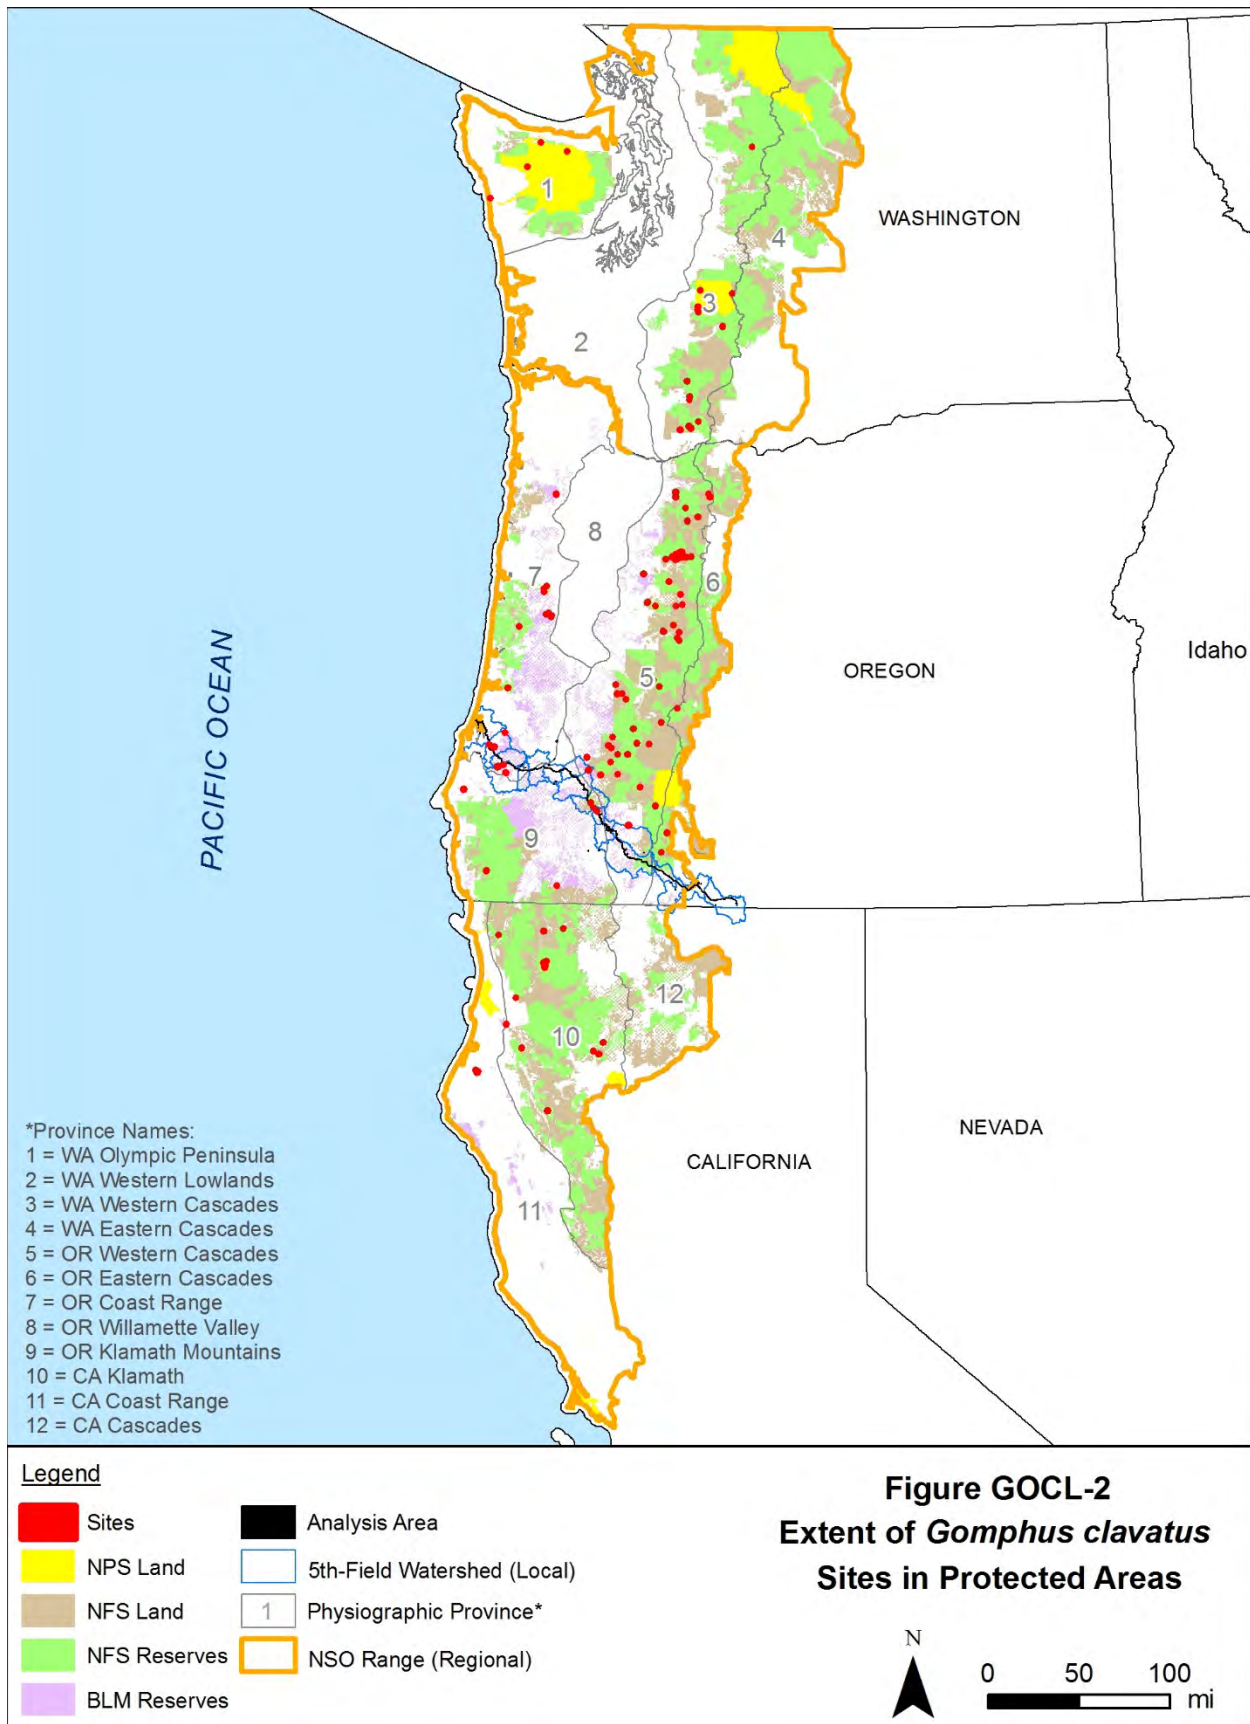 WASHINGTON
1
4
3
2
8
7
6
OREGON
Idaho
5
PACIFIC OCEAN
9
12
10
NEVADA
CALIFORNIA
11
*Province Names:
1 = WA Olympic Peninsula
2 = WA Western Lowlands
3 = WA Western Cascades
4 = WA Eastern Cascades
5 = OR Western Cascades
6 = OR Eastern Cascades
7 = OR Coast Range
8 = OR Willamette Valley
9 = OR Klamath Mountains
10 = CA Klamath
11 = CA Coast Range
12 = CA Cascades
Legend
Sites
NPS Land
NFS Land
NFS Reserves
BLM Reserves
Analysis Area
5th-Field Watershed (Local)
1 Physiographic Province*
NSO Range (Regional)
Figure GOCL-2
Extent of Gomphus clavatus
Sites in Protected Areas
N
0 50 100
mi